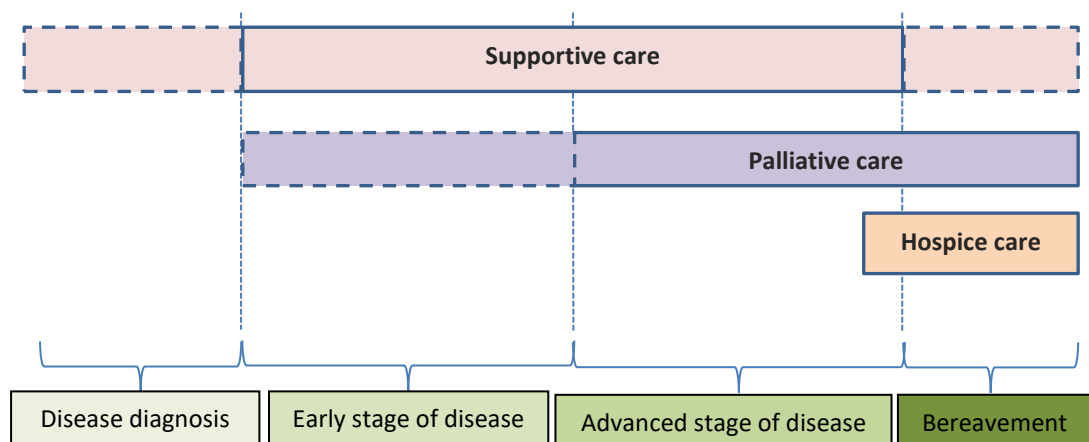 Supportive care
Palliative care
Hospice care
Disease diagnosis
Early stage of disease
Advanced stage of disease
Bereavement